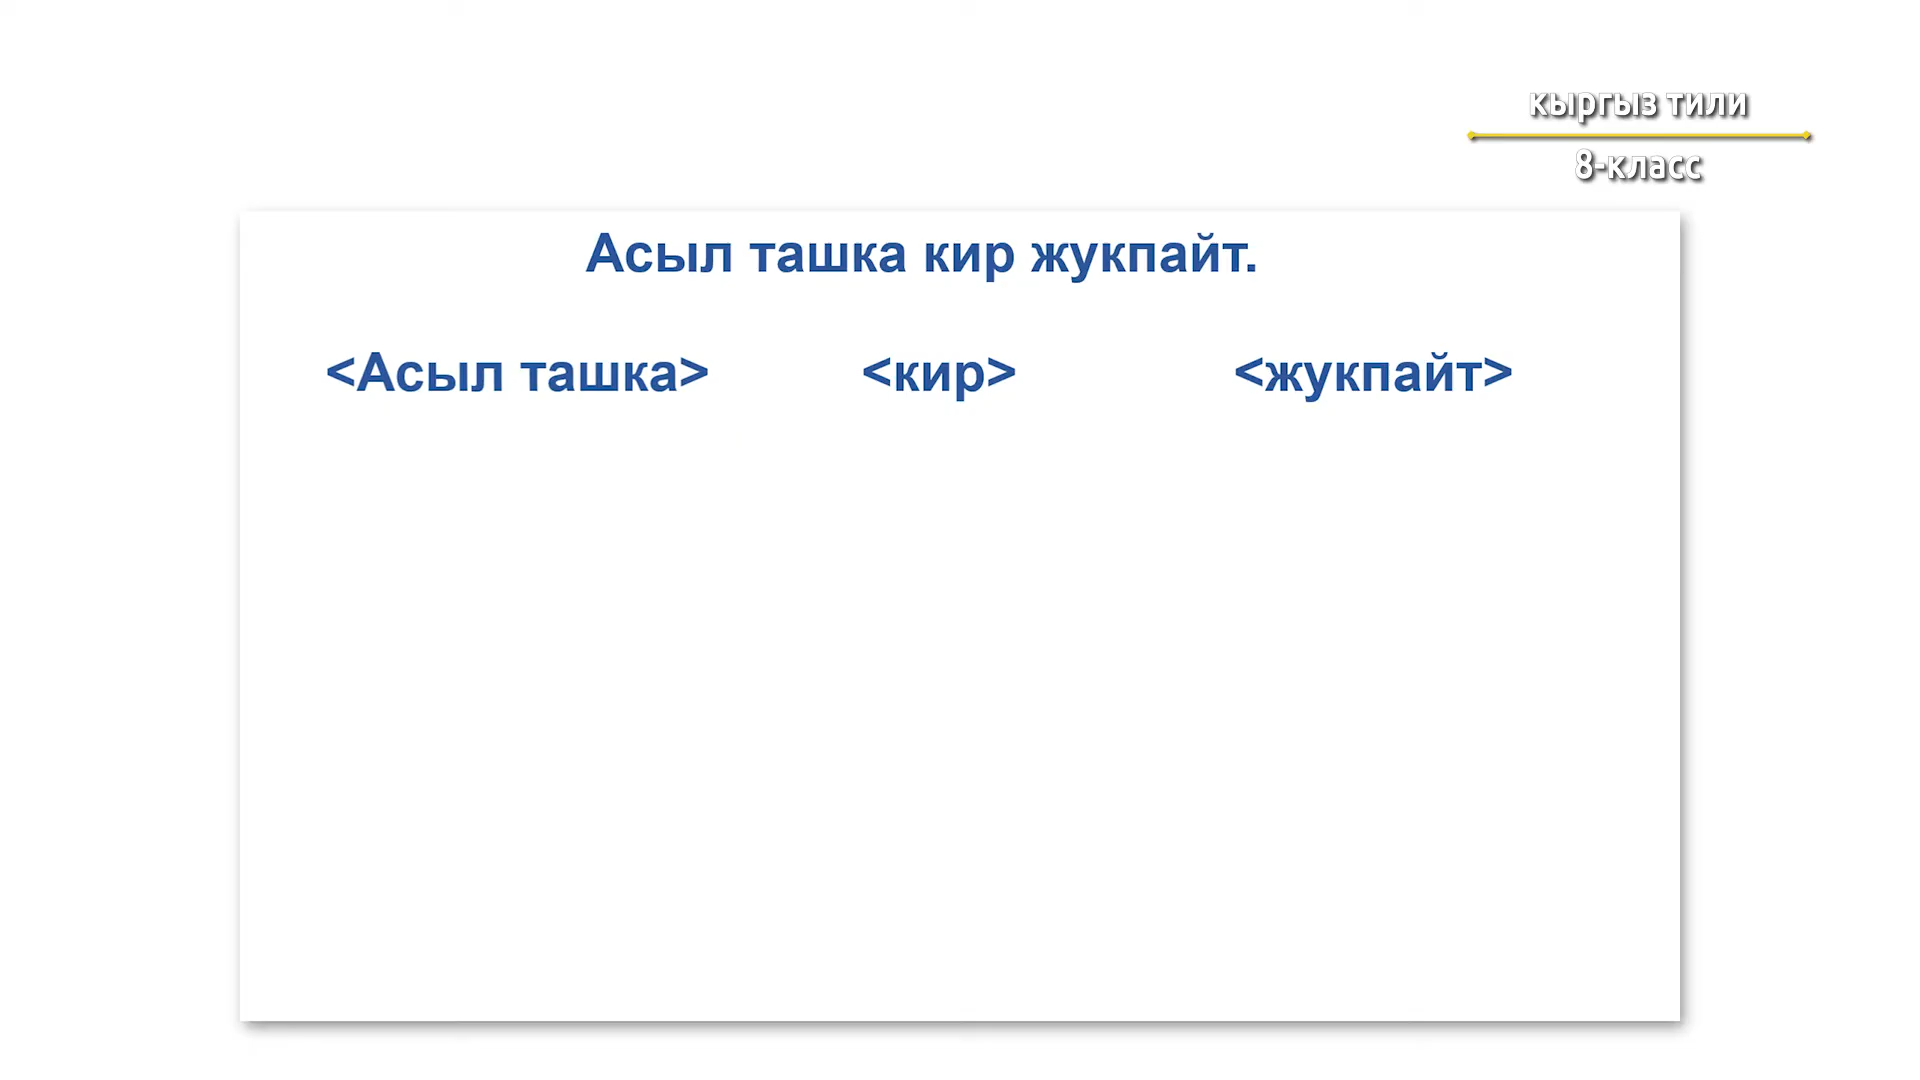 кыргыз тили
8-класс
Асыл ташка кир жукпайт.
<Асыл ташка> <кир> <жукпайт>